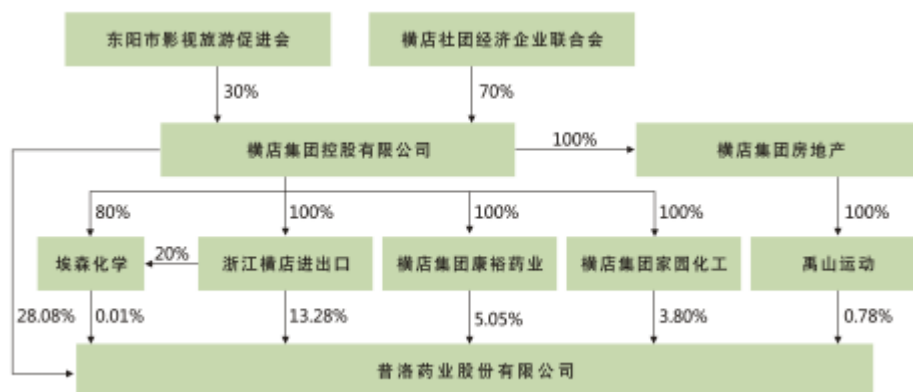 东阳市影视旅游促进会
横店社团经济企业联合会
30%
70%
横店集团控股有限公司
100%
横店集团房地产
80%
100%
100%
100%
100%
埃森化学
20%
浙江横店进出口
横店集团康裕药业
横店集团家园化工
禹山运动
28.08%
0.01%
13.28%
5.05%
3.80%
0.78%
普洛药业股份有限公司